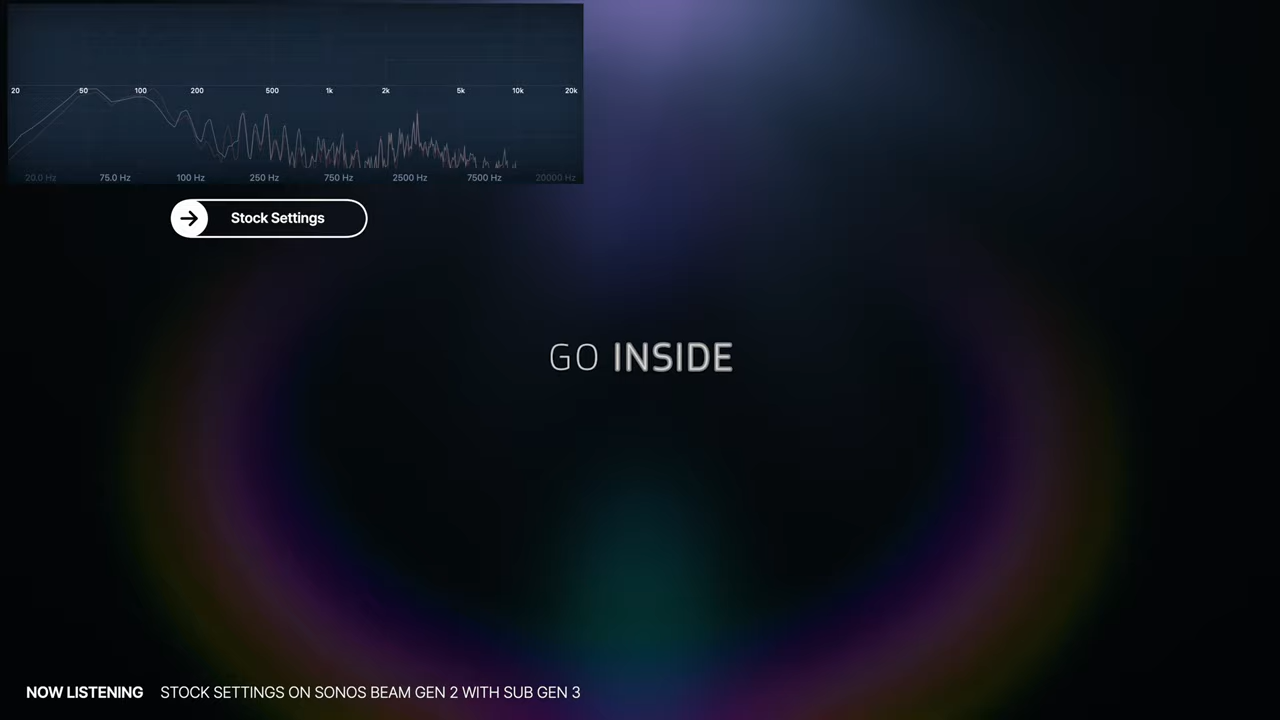 20 50 100 200 500 1k 2k 5k 10k 20k
20.0 Hz 75.0 Hz 100 Hz 250 Hz 750 Hz 2500 Hz 7500 Hz 20000 Hz
Stock Settings
GO INSIDE
NOW LISTENING STOCK SETTINGS ON SONOS BEAM GEN 2 WITH SUB GEN 3